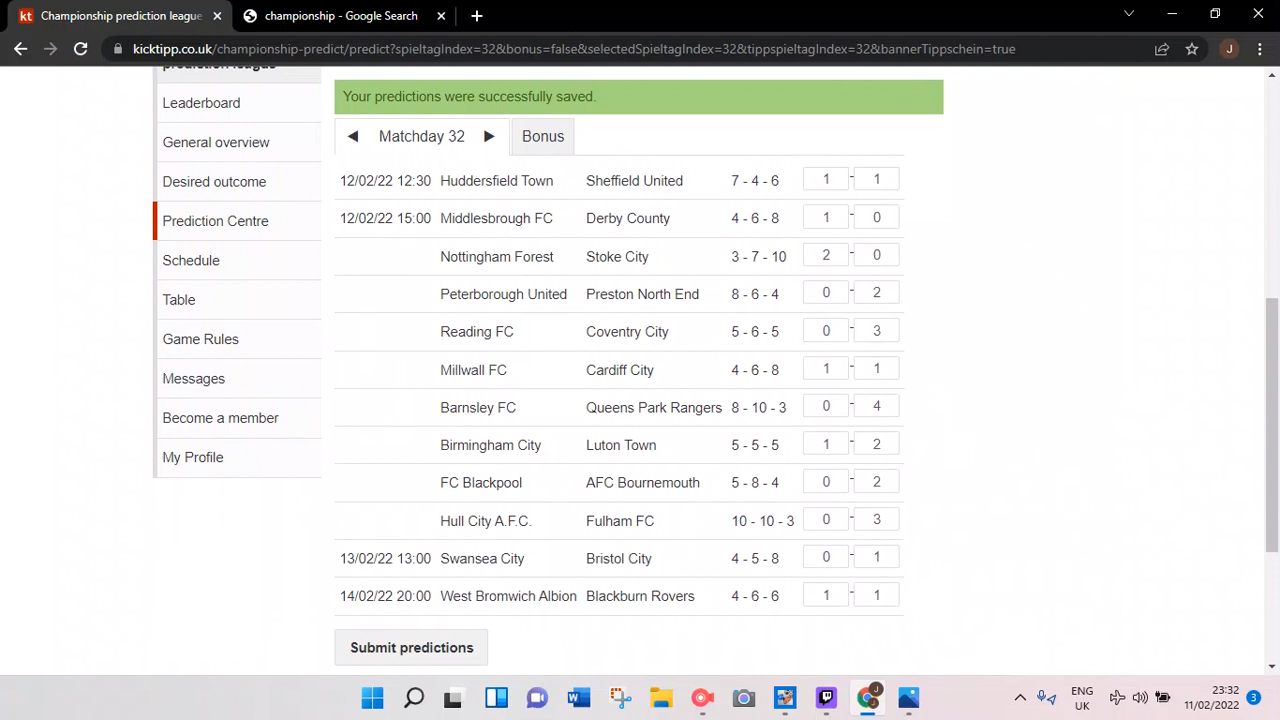 kt Championship prediction league
championship - Google Search
kicktipp.co.uk/championship-predict/predict?spieltagIndex=32&bonus=false&selectedSpieltagIndex=32&tippspieltagIndex=32&bannerTippschein=true
J
prediction league
Leaderboard
General overview
Desired outcome
Prediction Centre
Schedule
Table
Game Rules
Messages
Become a member
My Profile
Your predictions were successfully saved.
Matchday 32 Bonus
12/02/22 12:30 Huddersfield Town Sheffield United 7 - 4 - 6 1 - 1
12/02/22 15:00 Middlesbrough FC Derby County 4 - 6 - 8 1 - 0
Nottingham Forest Stoke City 3 - 7 - 10 2 - 0
Peterborough United Preston North End 8 - 6 - 4 0 - 2
Reading FC Coventry City 5 - 6 - 5 0 - 3
Millwall FC Cardiff City 4 - 6 - 8 1 - 1
Barnsley FC Queens Park Rangers 8 - 10 - 3 0 - 4
Birmingham City Luton Town 5 - 5 - 5 1 - 2
FC Blackpool AFC Bournemouth 5 - 8 - 4 0 - 2
Hull City A.F.C. Fulham FC 10 - 10 - 3 0 - 3
13/02/22 13:00 Swansea City Bristol City 4 - 5 - 8 0 - 1
14/02/22 20:00 West Bromwich Albion Blackburn Rovers 4 - 6 - 6 1 - 1
Submit predictions
W
J
ENG
UK
23:32
11/02/2022
3